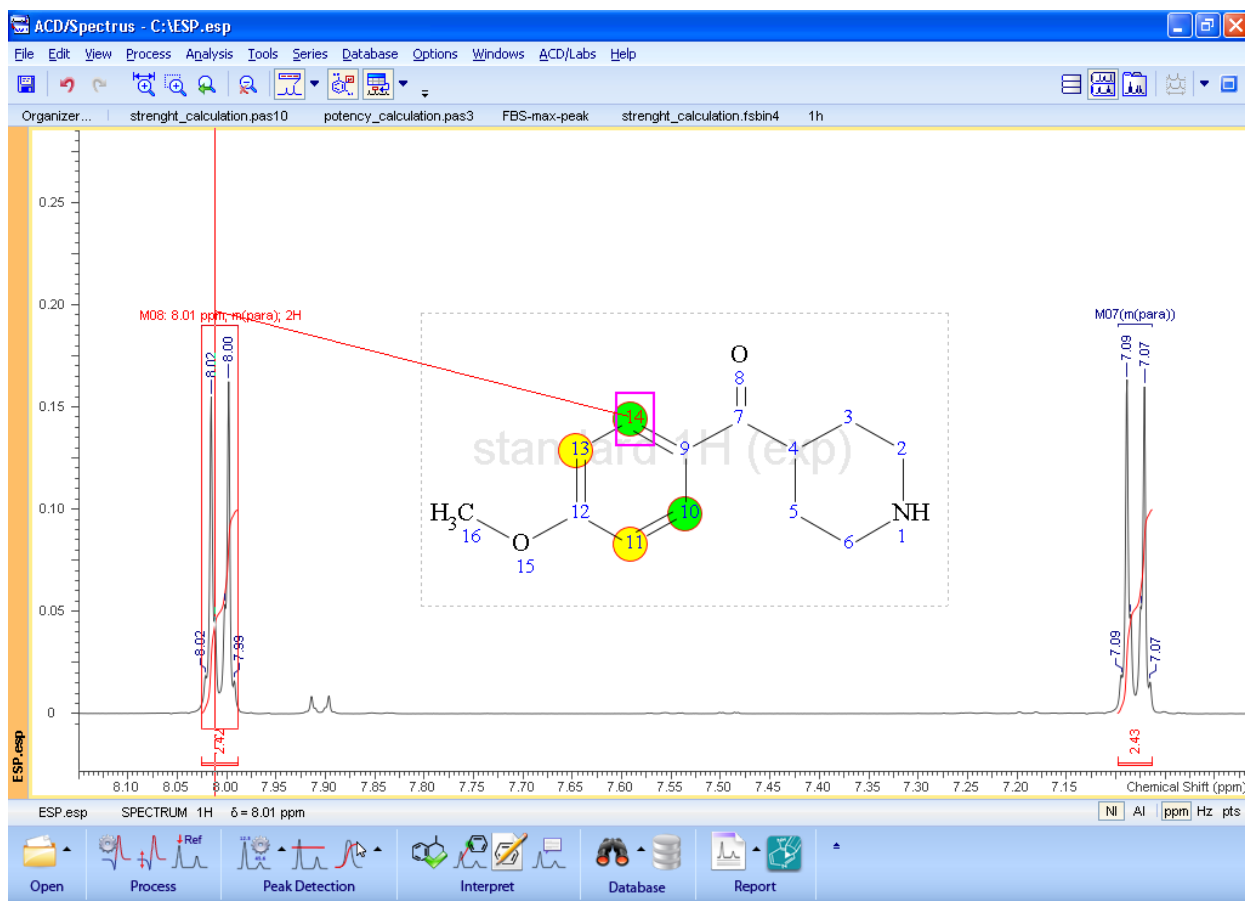 ACD/Spectrus - C:\ESP.esp
File Edit View Process Analysis Tools Series Database Options Windows ACD/Labs Help
Organizer... strenght_calculation.pas10 potency_calculation.pas3 FBS-max-peak strenght_calculation.fsbin4 1h
0.25
0.20
M08: 8.01 ppm; m(para); 2H
M07(m(para))
8.02
8.00
7.09
7.07
O
8
0.15
14
7
3
standard 1H (exp)
13
9
4
2
0.10
H3C
12
10
5
NH
16
O
11
6
1
15
0.05
8.02
7.99
7.09
7.07
0
2.42
2.43
ESP.esp
8.10 8.05 8.00 7.95 7.90 7.85 7.80 7.75 7.70 7.65 7.60 7.55 7.50 7.45 7.40 7.35 7.30 7.25 7.20 7.15 Chemical Shift (ppm)
ESP.esp SPECTRUM 1H δ = 8.01 ppm NI AI ppm Hz pts
Ref
Open Process Peak Detection Interpret Database Report